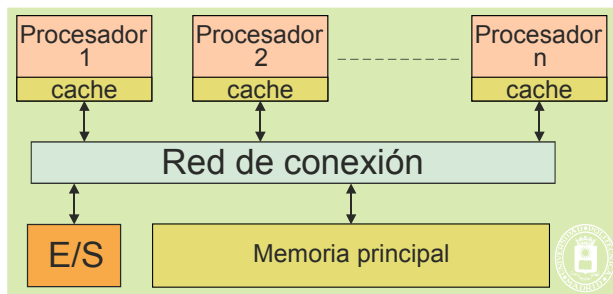 Procesador
1
cache
Procesador
2
cache
Procesador
n
cache
Red de conexión
E/S
Memoria principal